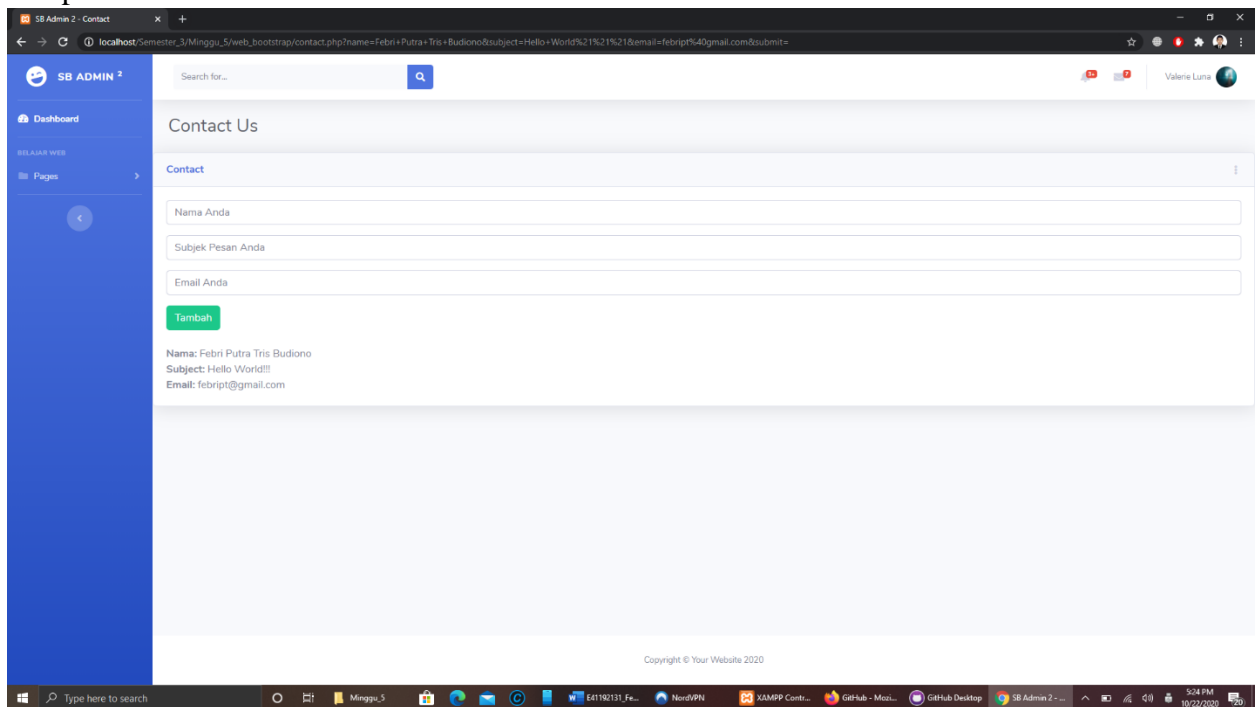 SB Admin 2 - Contact
localhost/Semester_3/Minggu_5/web_bootstrap/contact.php?name=Febri+Putra+Tris+Budiono&subject=Hello+World%21%21%21&email=febript%40gmail.com&submit=
SB ADMIN 2
Search for...
3+
7
Valerie Luna
Dashboard
Contact Us
BELAJAR WEB
Pages
Contact
Nama Anda
Subjek Pesan Anda
Email Anda
Tambah
Nama: Febri Putra Tris Budiono
Subject: Hello World!!!
Email: febript@gmail.com
Copyright © Your Website 2020
Type here to search
Minggu_5
E41192131_Fe...
NordVPN
XAMPP Contr...
GitHub - Mozi...
GitHub Desktop
SB Admin 2 - ...
5:24 PM
10/22/2020
20